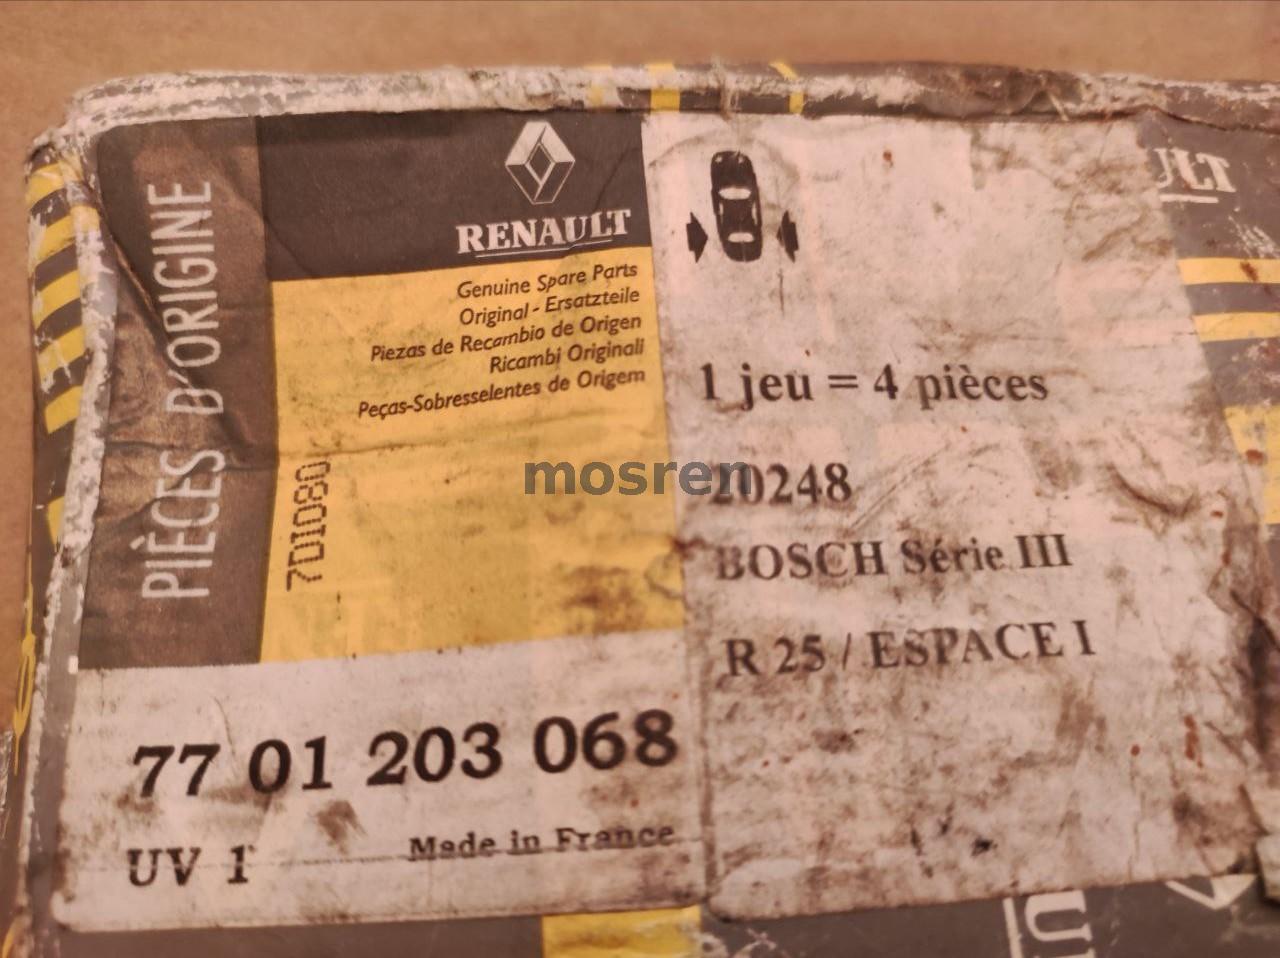 PIÈCES D'ORIGINE
RENAULT
Genuine Spare Parts
Original - Ersatzteile
Piezas de Recambio de Origen
Ricambi Originali
Peças-Sobresselentes de Origem
7D1080
77 01 203 068
UV 1
Made in France
1 jeu = 4 pièces
20248
BOSCH Série III
R 25 / ESPACE I
ULT
mosren
U